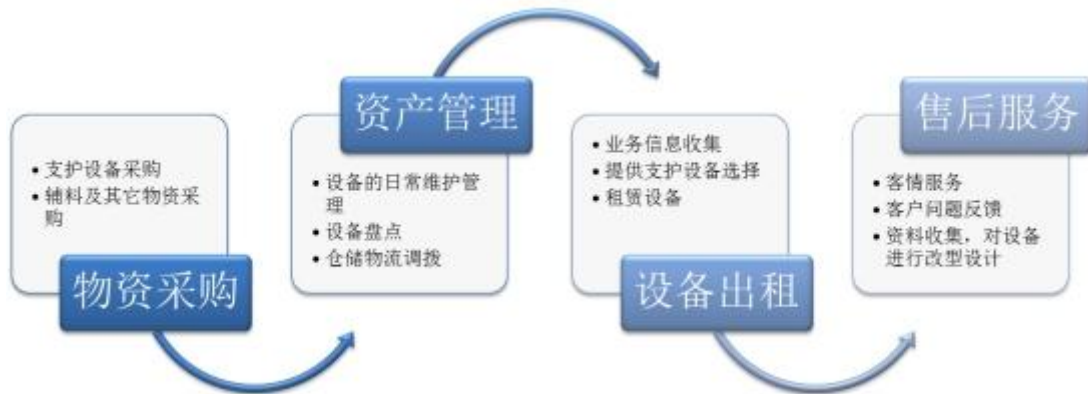 物资采购
• 支护设备采购
• 辅料及其它物资采
购
资产管理
• 设备的日常维护管
理
• 设备盘点
• 仓储物流调拨
设备出租
• 业务信息收集
• 提供支护设备选择
• 租赁设备
售后服务
• 客情服务
• 客户问题反馈
• 资料收集，对设备
进行改型设计